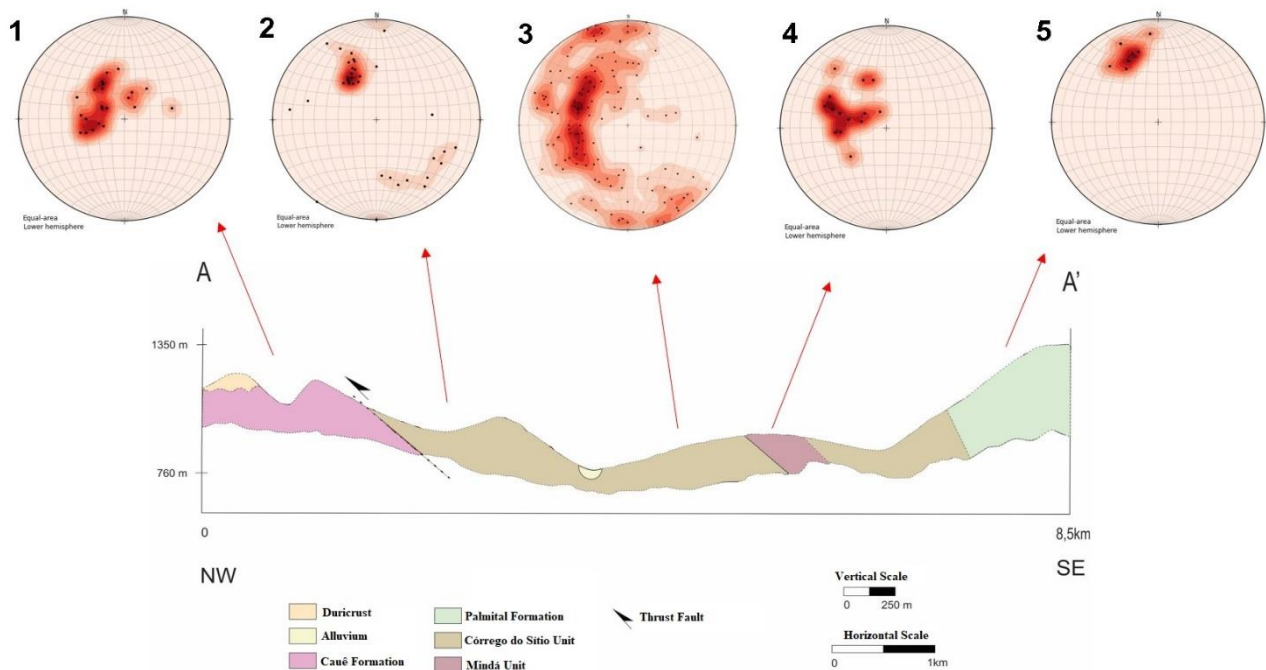 1
2
3
4
5
N
N
N
N
Equal-area
Lower hemisphere
Equal-area
Lower hemisphere
Equal-area
Lower hemisphere
Equal-area
Lower hemisphere
A
A'
1350 m
760 m
0
8,5km
NW
SE
Duricrust
Alluvium
Cauê Formation
Palmital Formation
Córrego do Sítio Unit
Mindá Unit
Thrust Fault
Vertical Scale
0 250 m
Horizontal Scale
0 1km